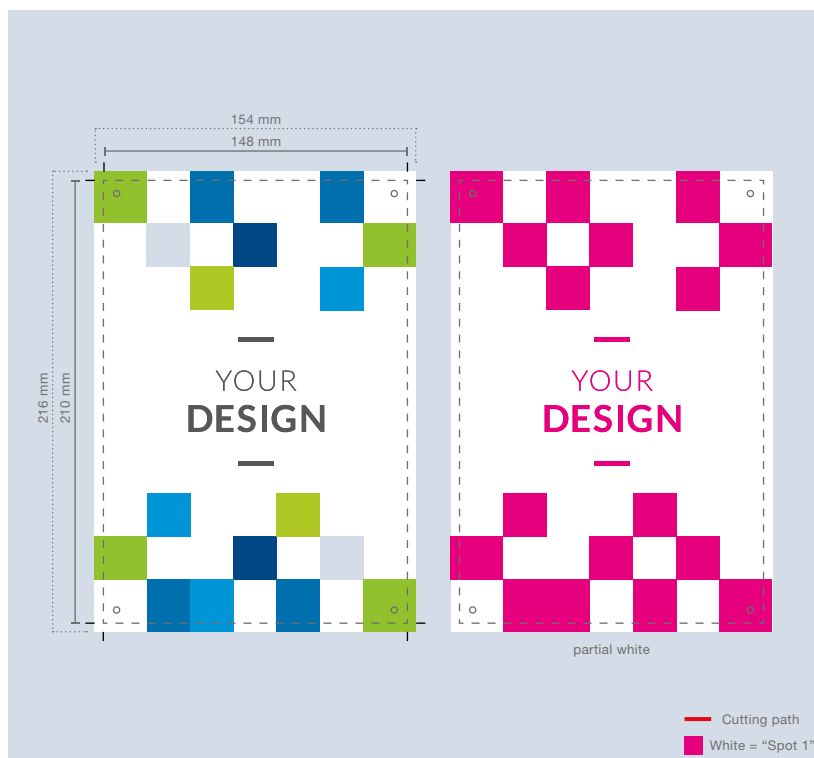 154 mm
148 mm
216 mm
210 mm
YOUR
DESIGN
YOUR
DESIGN
partial white
Cutting path
White = “Spot 1”